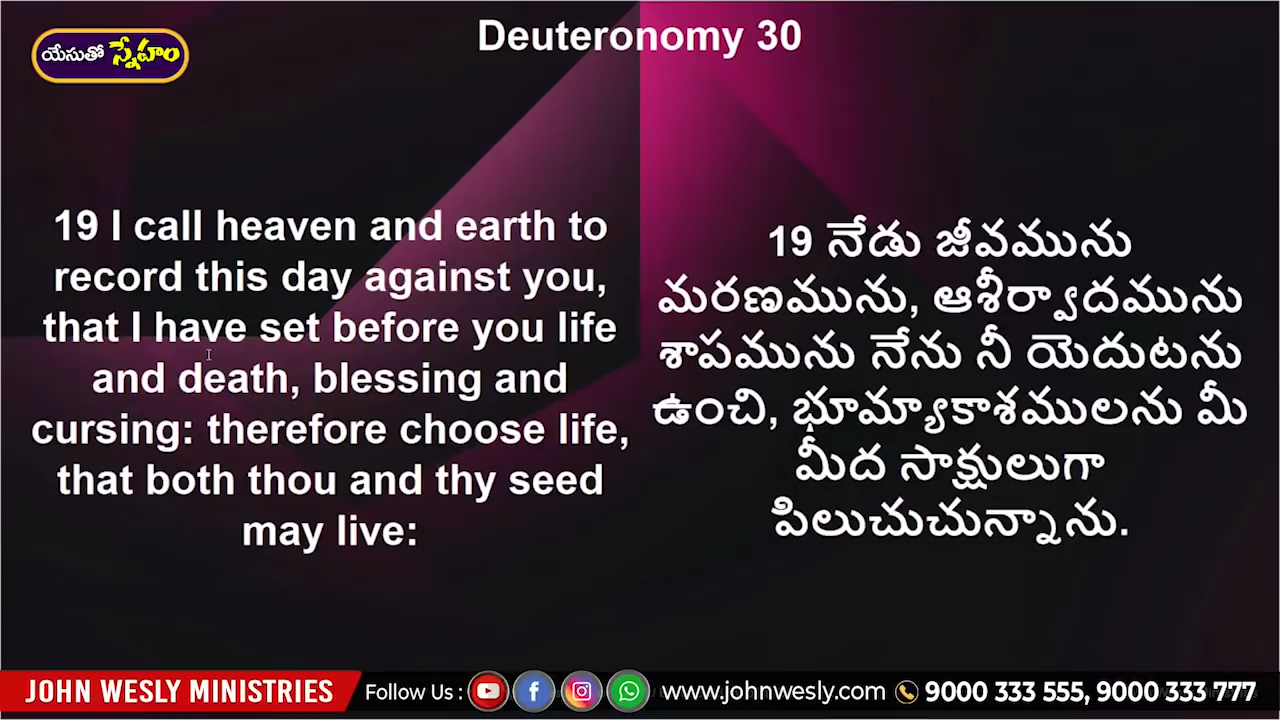 యేసుతో స్నేహం
Deuteronomy 30
19 I call heaven and earth to
record this day against you,
that I have set before you life
and death, blessing and
cursing: therefore choose life,
that both thou and thy seed
may live:
19 నేడు జీవమును
మరణమును, ఆశీర్వాదమును
శాపమును నేను నీ యెదుటను
ఉంచి, భూమ్యాకాశములను మీ
మీద సాక్షులుగా
పిలుచుచున్నాను.
JOHN WESLY MINISTRIES Follow Us : www.johnwesly.com 9000 333 555, 9000 333 777